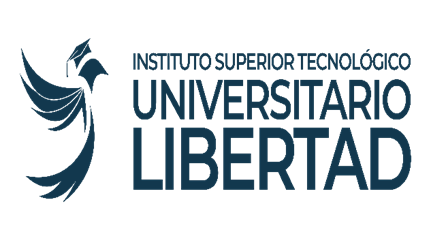 INSTITUTO SUPERIOR TECNOLÓGICO
UNIVERSITARIO
LIBERTAD